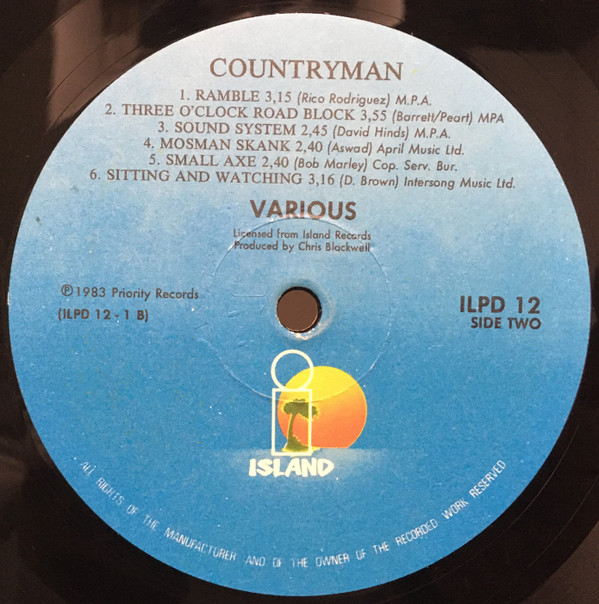 COUNTRYMAN
1. RAMBLE 3,15 (Rico Rodriguez) M.P.A.
2. THREE O'CLOCK ROAD BLOCK 3,55 (Barrett/Peart) MPA
3. SOUND SYSTEM 2,45 (David Hinds) M.P.A.
4. MOSMAN SKANK 2,40 (Aswad) April Music Ltd.
5. SMALL AXE 2,40 (Bob Marley) Cop. Serv. Bur.
6. SITTING AND WATCHING 3,16 (D. Brown) Intersong Music Ltd.
VARIOUS
Licensed from Island Records
Produced by Chris Blackwell
℗ 1983 Priority Records
(ILPD 12 - 1 B)
ILPD 12
SIDE TWO
i
ISLAND
ALL RIGHTS OF THE MANUFACTURER AND OF THE OWNER OF THE RECORDED WORK RESERVED